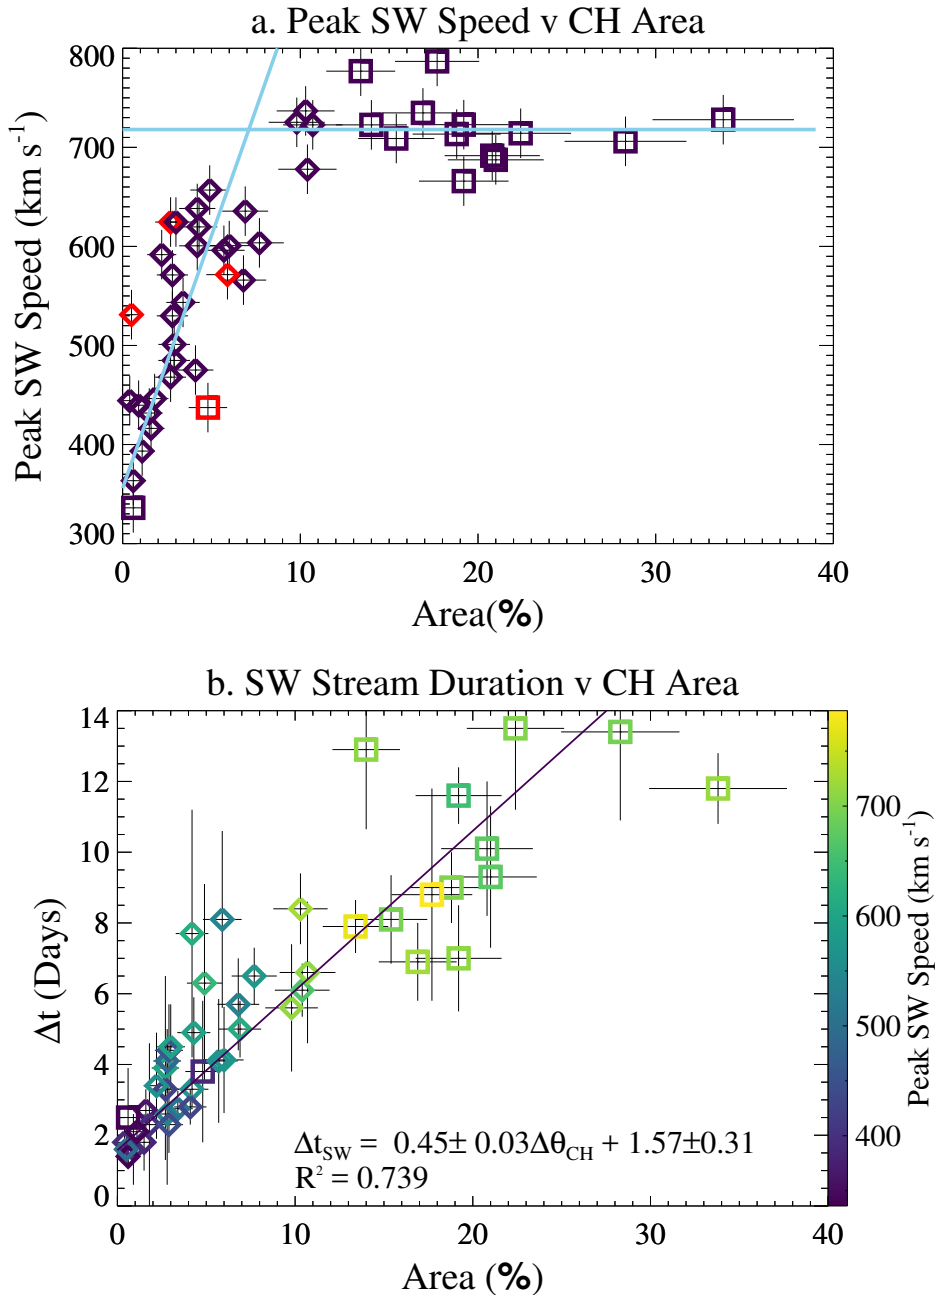 a. Peak SW Speed v CH Area
Peak SW Speed (km s⁻¹)
800
700
600
500
400
300
0 10 20 30 40
Area(%)
b. SW Stream Duration v CH Area
Δt (Days)
14
12
10
8
6
4
2
0
Δt_SW = 0.45± 0.03Δθ_CH + 1.57±0.31
R² = 0.739
0 10 20 30 40
Area (%)
700
600
500
400
Peak SW Speed (km s⁻¹)